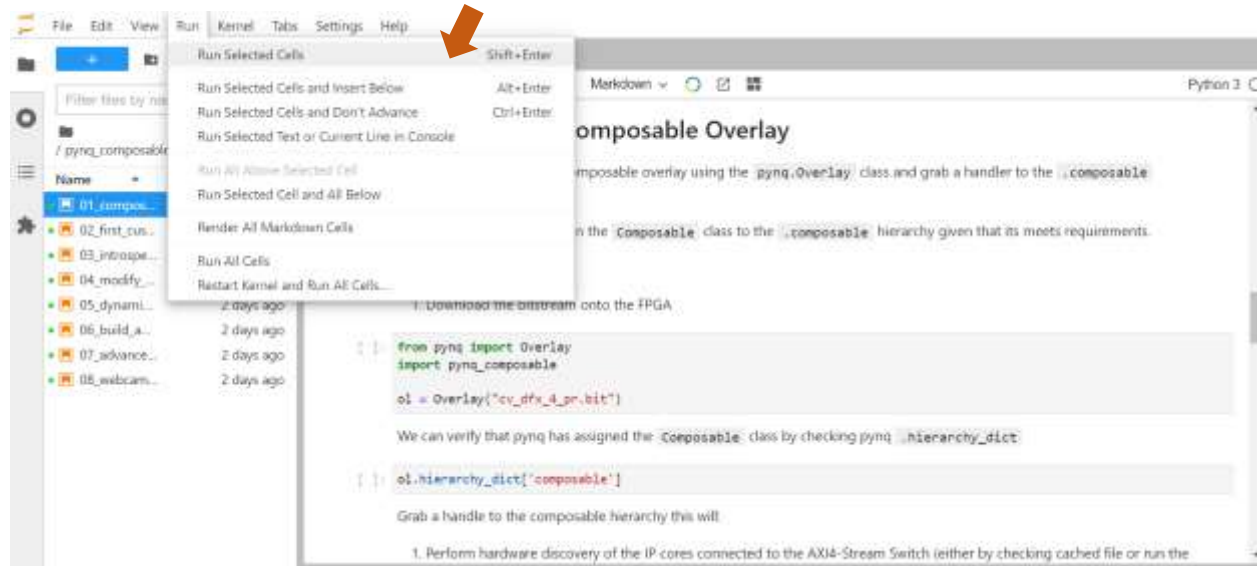 File Edit View Run Kernel Tabs Settings Help
Run Selected Cells Shift+Enter
Run Selected Cells and Insert Below Alt+Enter
Run Selected Cells and Don't Advance Ctrl+Enter
Run Selected Text or Current Line in Console
Run All Above Selected Cell
Run Selected Cell and All Below
Render All Markdown Cells
Run All Cells
Restart Kernel and Run All Cells...
Filter files by
/ pynq_composable
Name
01_compos...
02_first_cus...
03_introspe...
04_modify_...
05_dynami... 2 days ago
06_build_a... 2 days ago
07_advance... 2 days ago
08_webcam... 2 days ago
Markdown Python 3
omposable Overlay
mposable overlay using the pynq.Overlay class and grab a handler to the .composable
n the Composable class to the .composable hierarchy given that its meets requirements.
1. Download the bitstream onto the FPGA
[ ]: from pynq import Overlay
import pynq_composable
ol = Overlay("cv_dfx_4_pr.bit")
We can verify that pynq has assigned the Composable class by checking pynq .hierarchy_dict
[ ]: ol.hierarchy_dict['composable']
Grab a handle to the composable hierarchy this will
1. Perform hardware discovery of the IP cores connected to the AXI4-Stream Switch (either by checking cached file or run the